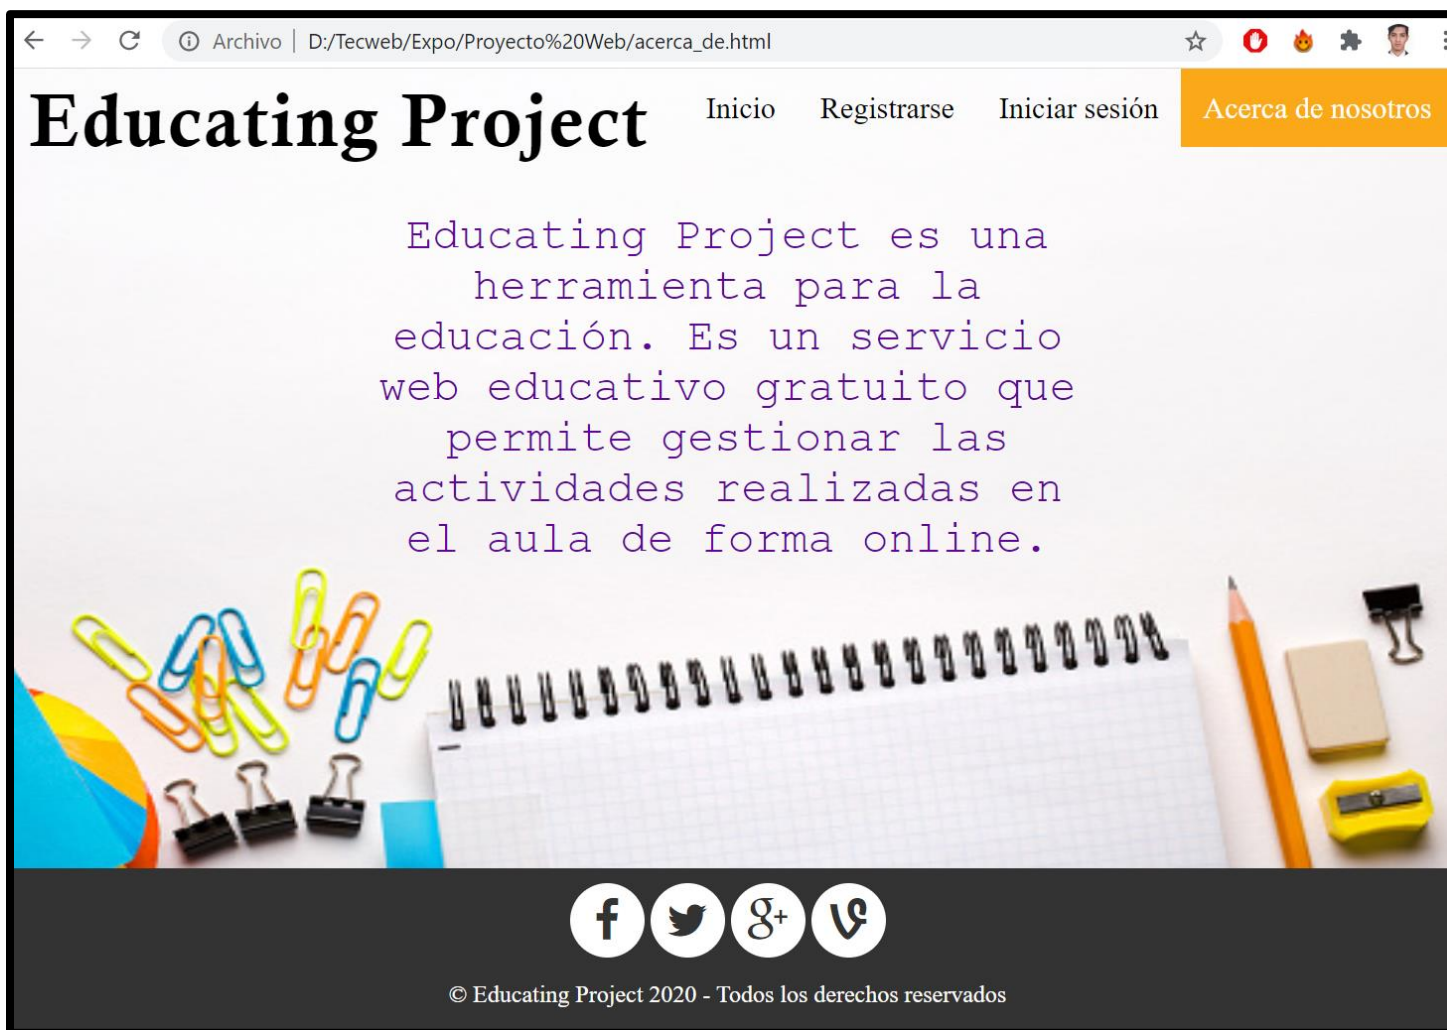 Archivo | D:/Tecweb/Expo/Proyecto%20Web/acerca_de.html
Educating Project
Inicio Registrarse Iniciar sesión Acerca de nosotros
Educating Project es una
herramienta para la
educación. Es un servicio
web educativo gratuito que
permite gestionar las
actividades realizadas en
el aula de forma online.
© Educating Project 2020 - Todos los derechos reservados